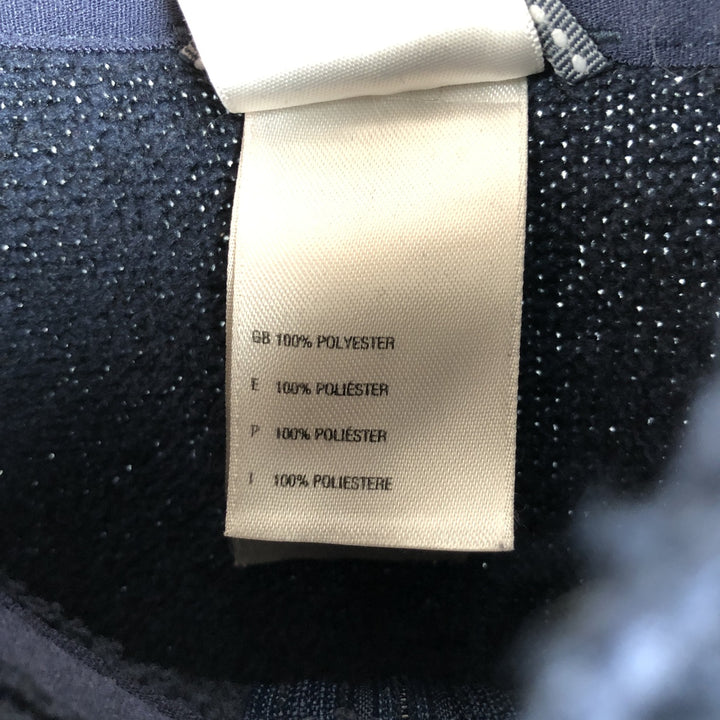 GB 100% POLYESTER
E 100% POLIÉSTER
P 100% POLIÉSTER
I 100% POLIESTERE